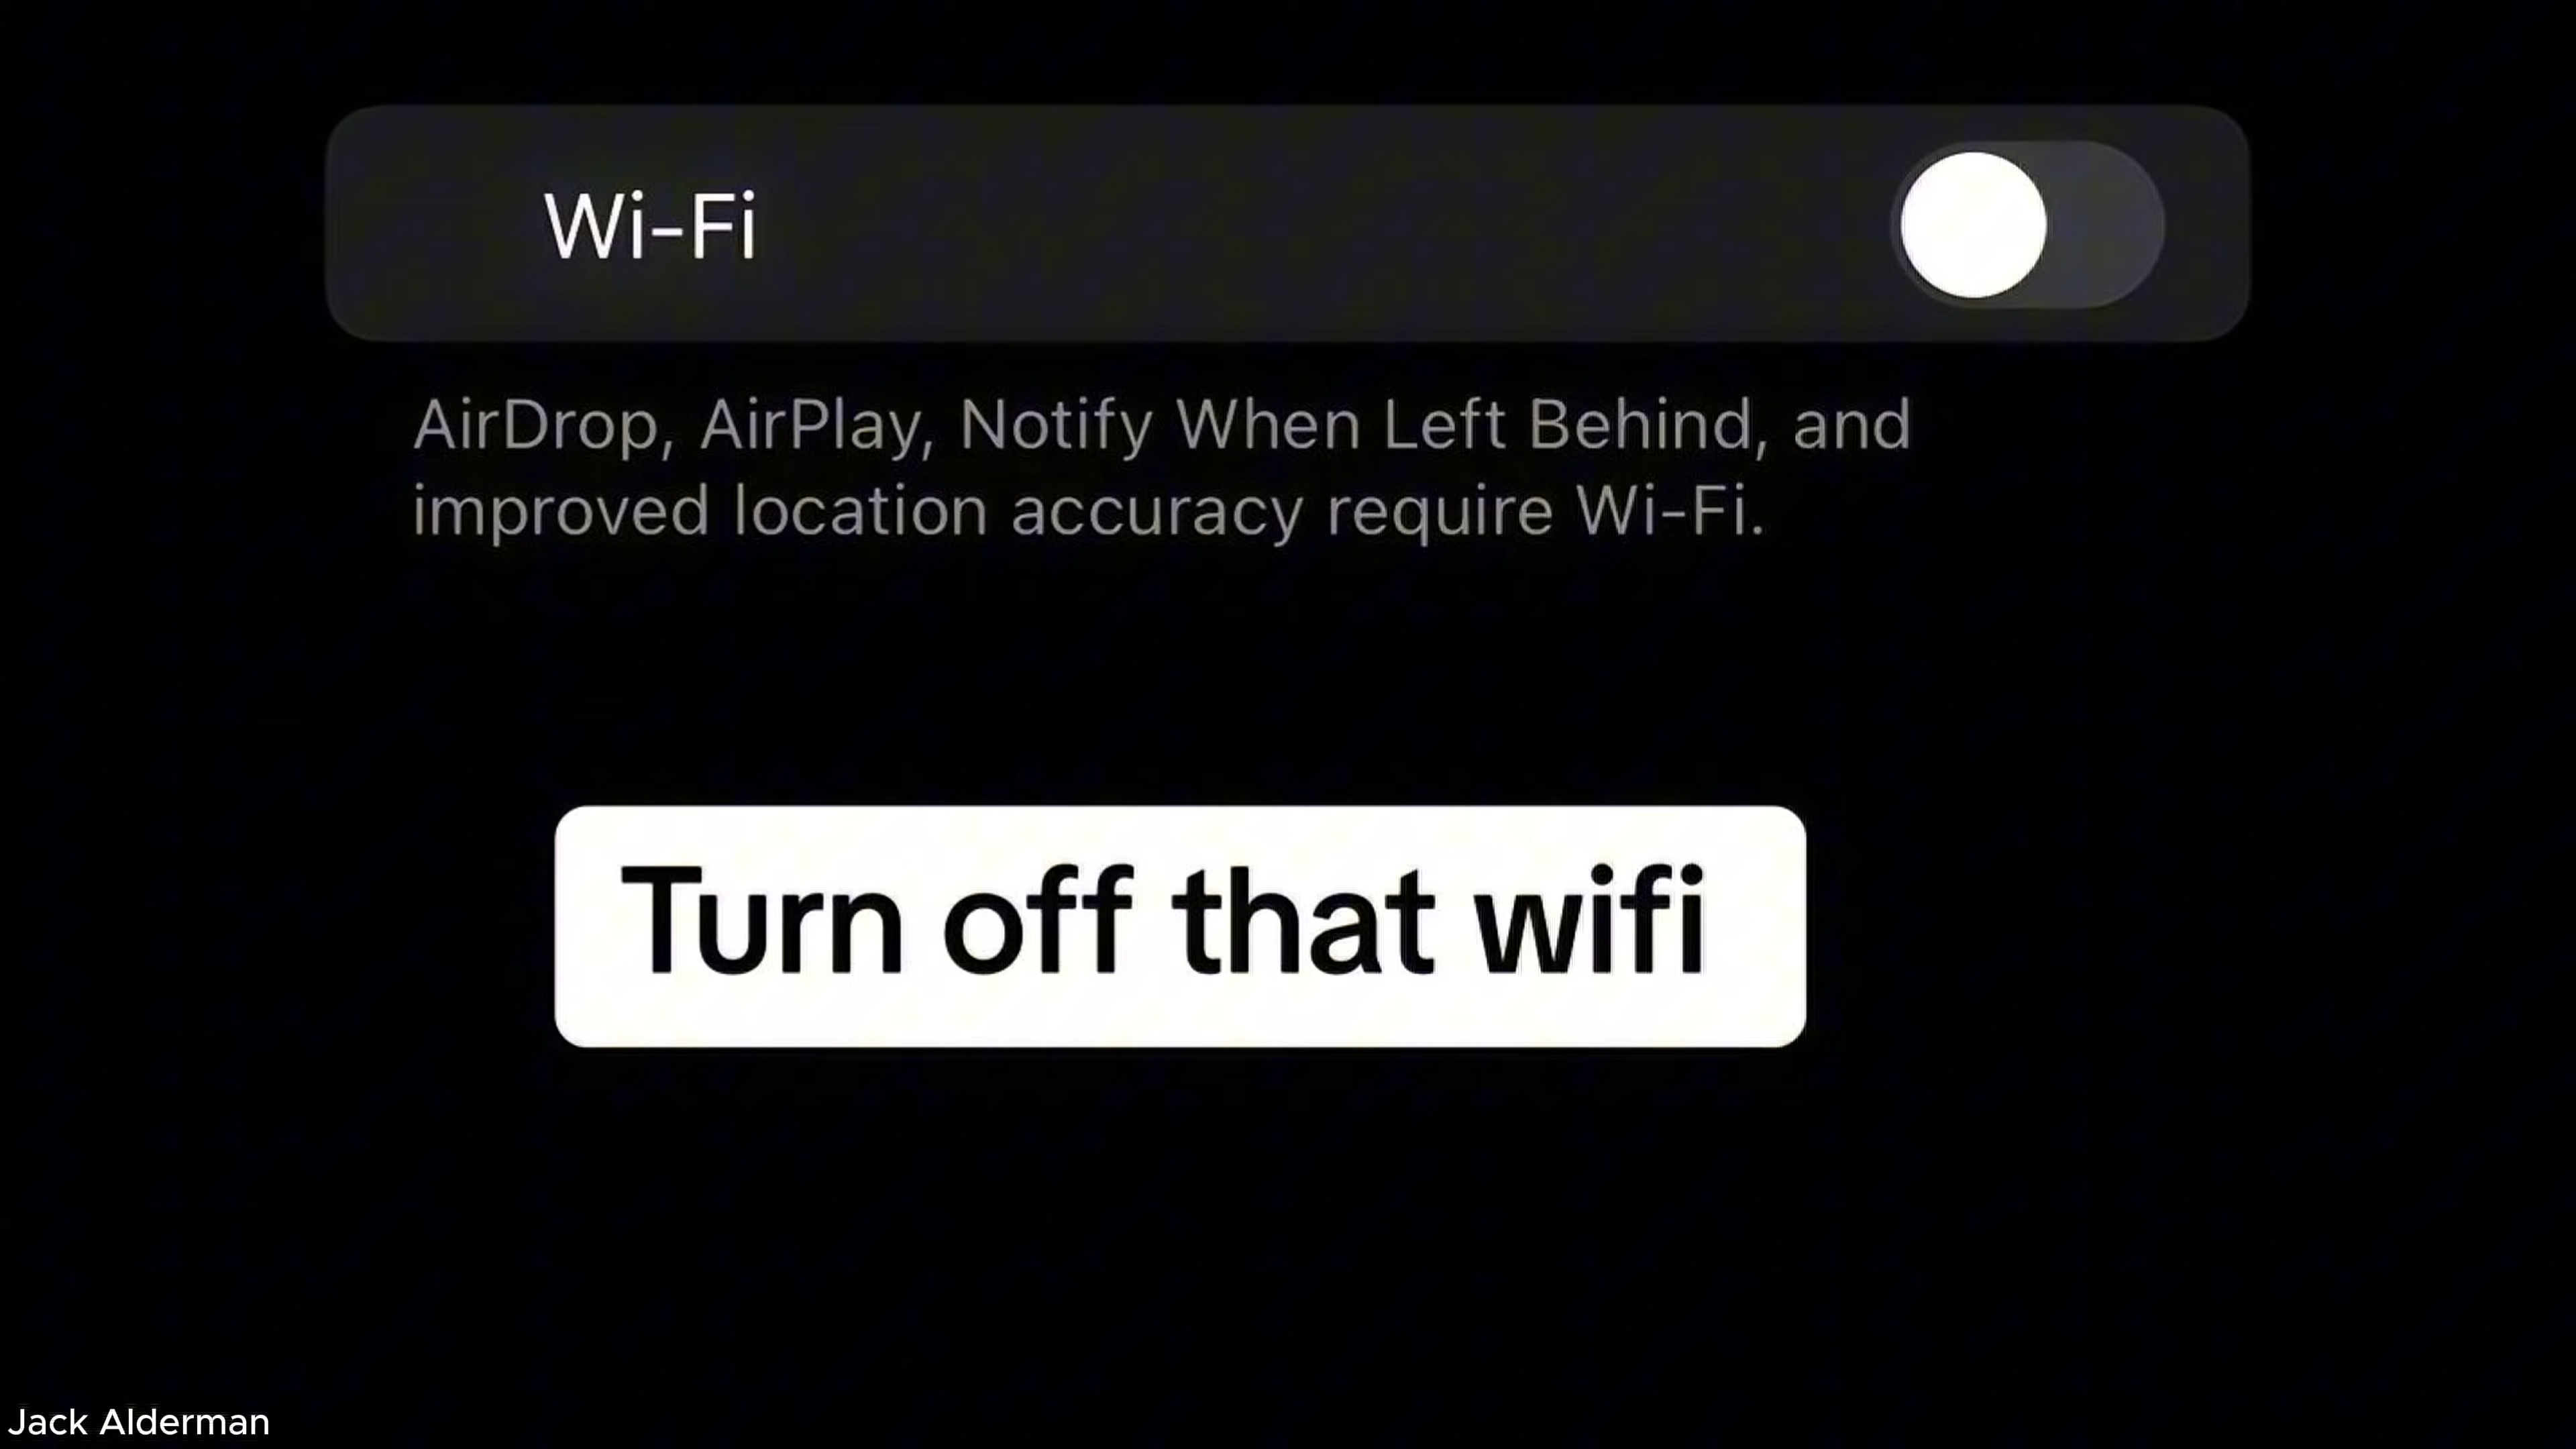 Wi-Fi
AirDrop, AirPlay, Notify When Left Behind, and
improved location accuracy require Wi-Fi.
Turn off that wifi
Jack Alderman